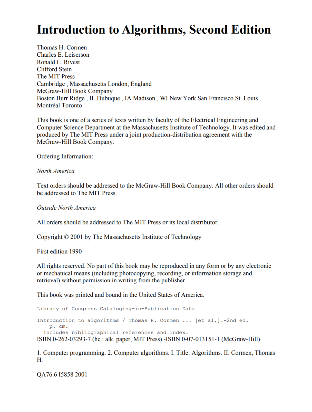 Introduction to Algorithms, Second Edition
Thomas H. Cormen
Charles E. Leiserson
Ronald L. Rivest
Clifford Stein
The MIT Press
Cambridge , Massachusetts London, England
McGraw-Hill Book Company
Boston Burr Ridge , IL Dubuque , IA Madison , WI New York San Francisco St. Louis
Montréal Toronto
This book is one of a series of texts written by faculty of the Electrical Engineering and
Computer Science Department at the Massachusetts Institute of Technology. It was edited and
produced by The MIT Press under a joint production-distribution agreement with the
McGraw-Hill Book Company.
Ordering Information:
North America
Text orders should be addressed to the McGraw-Hill Book Company. All other orders should
be addressed to The MIT Press.
Outside North America
All orders should be addressed to The MIT Press or its local distributor.
Copyright © 2001 by The Massachusetts Institute of Technology
First edition 1990
All rights reserved. No part of this book may be reproduced in any form or by any electronic
or mechanical means (including photocopying, recording, or information storage and
retrieval) without permission in writing from the publisher.
This book was printed and bound in the United States of America.
Library of Congress Cataloging-in-Publication Data
Introduction to algorithms / Thomas H. Cormen ... [et al.].-2nd ed.
p. cm.
Includes bibliographical references and index.
ISBN 0-262-03293-7 (hc.: alk. paper, MIT Press).-ISBN 0-07-013151-1 (McGraw-Hill)
1. Computer programming. 2. Computer algorithms. I. Title: Algorithms. II. Cormen, Thomas
H.
QA76.6 I5858 2001